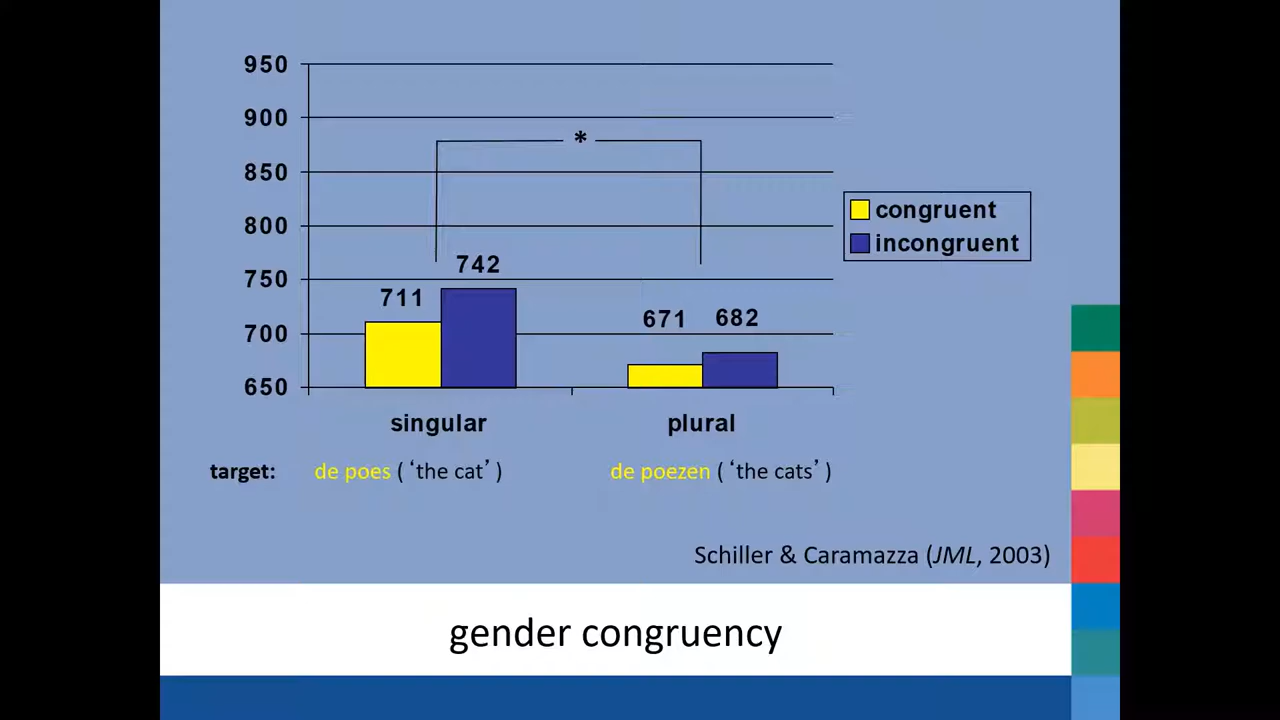 950
900
*
850
800
congruent
incongruent
742
750
711
671
682
700
650
singular
plural
target: de poes ( ‘the cat’ ) de poezen ( ‘the cats’ )
Schiller & Caramazza (JML, 2003)
gender congruency